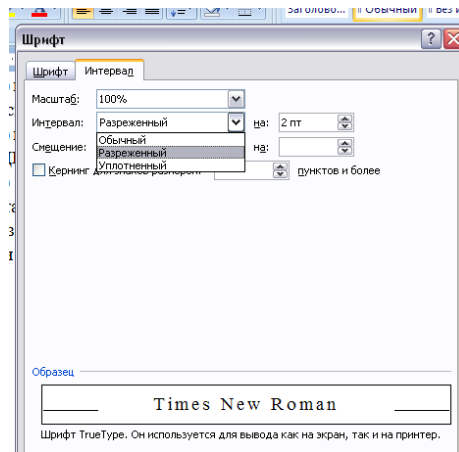 Заголово...
¶ Обычный
Шрифт
Шрифт
Интервал
Масштаб:
100%
Интервал:
Разреженный
на:
2 пт
Обычный
Смещение:
на:
Разреженный
Уплотненный
Кернинг
пунктов и более
Образец
Times New Roman
Шрифт TrueType. Он используется для вывода как на экран, так и на принтер.